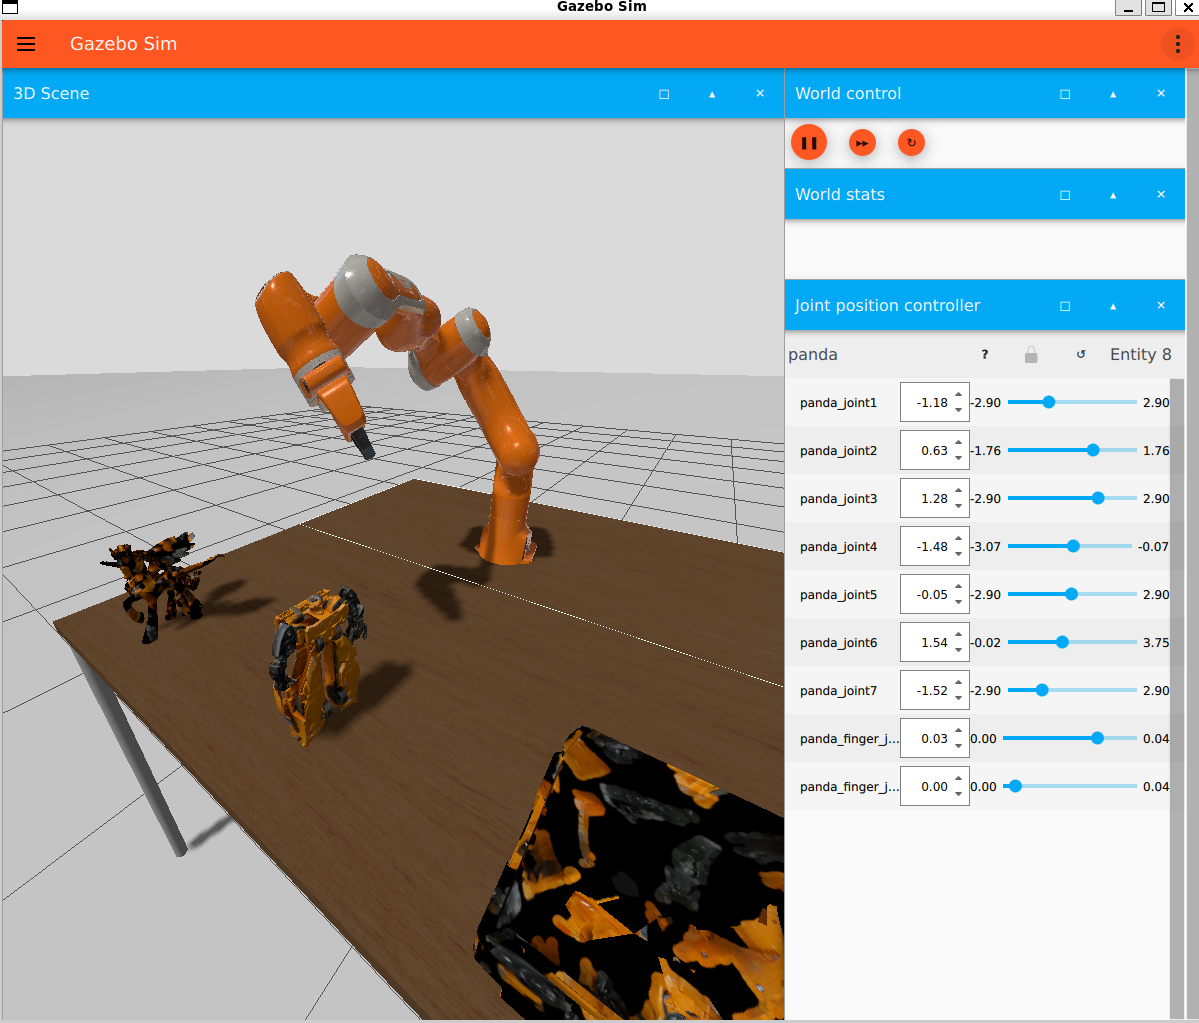 Gazebo Sim
Gazebo Sim
3D Scene
World control
World stats
Joint position controller
panda ? Entity 8
panda_joint1 -1.18 -2.90 2.90
panda_joint2 0.63 -1.76 1.76
panda_joint3 1.28 -2.90 2.90
panda_joint4 -1.48 -3.07 -0.07
panda_joint5 -0.05 -2.90 2.90
panda_joint6 1.54 -0.02 3.75
panda_joint7 -1.52 -2.90 2.90
panda_finger_j... 0.03 0.00 0.04
panda_finger_j... 0.00 0.00 0.04